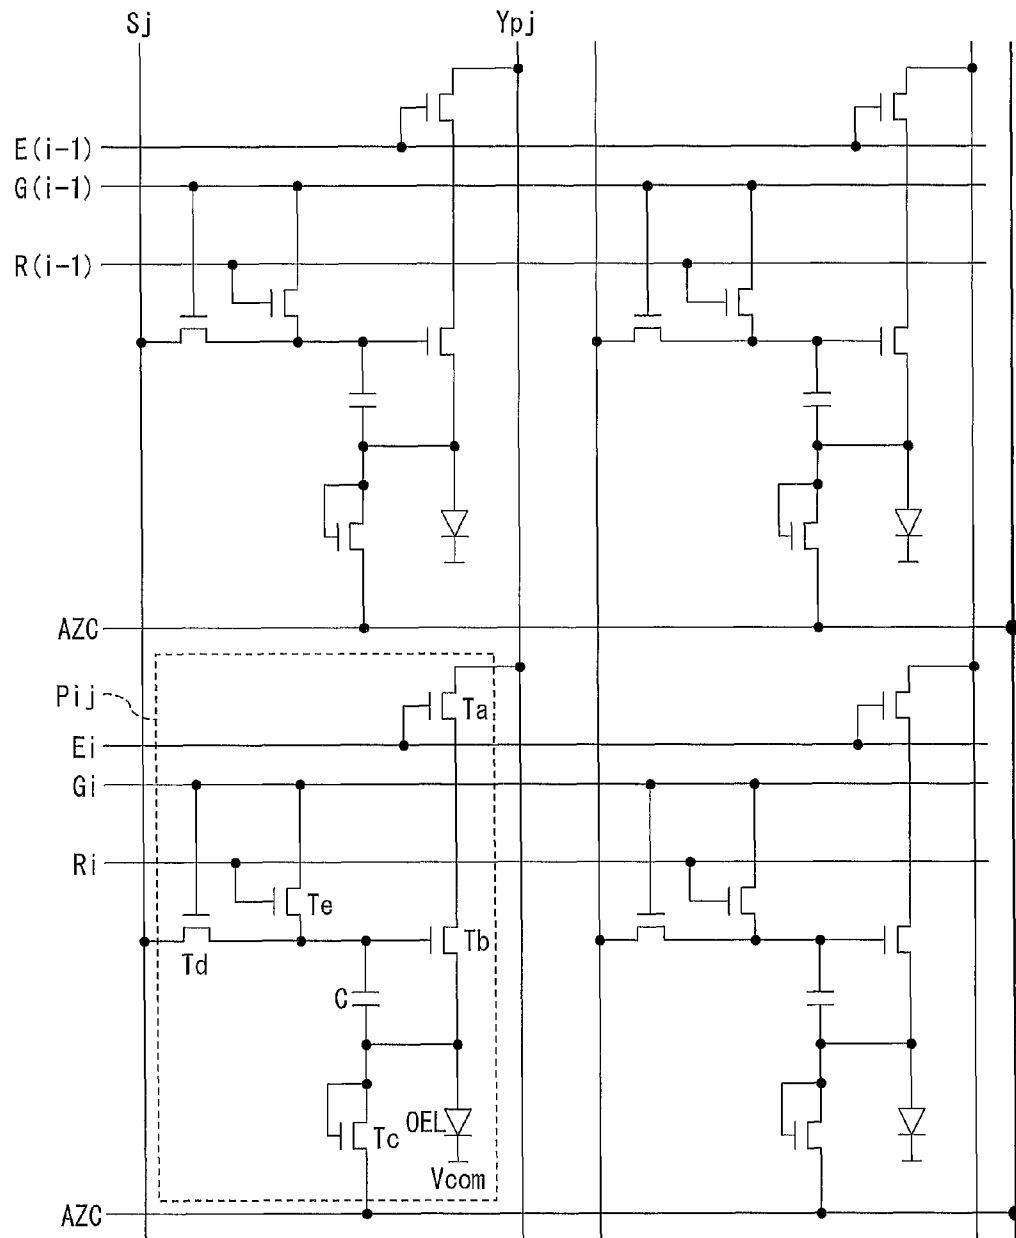 Sj
Ypj
E(i-1)
G(i-1)
R(i-1)
AZC
Pij
Ta
Ei
Gi
Ri
Te
Tb
Td
C
OEL
Tc
Vcom
AZC